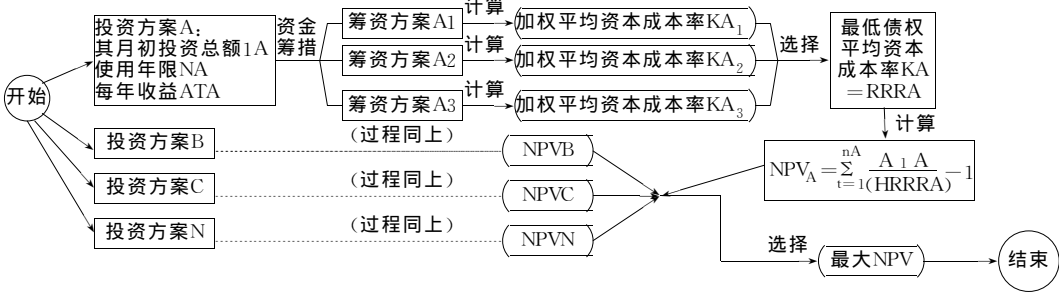 开始
投资方案A:
其月初投资总额1A
使用年限NA
每年收益ATA
资金
筹措
筹资方案A1
计算
加权平均资本成本率KA1
筹资方案A2
计算
加权平均资本成本率KA2
筹资方案A3
计算
加权平均资本成本率KA3
选择
最低债权
平均资本
成本率KA
=RRRA
计算
NPVA=Σ(t=1, nA) A 1 A/(HRRRA)-1
投资方案B
(过程同上)
NPVB
投资方案C
(过程同上)
NPVC
投资方案N
(过程同上)
NPVN
选择
最大NPV
结束